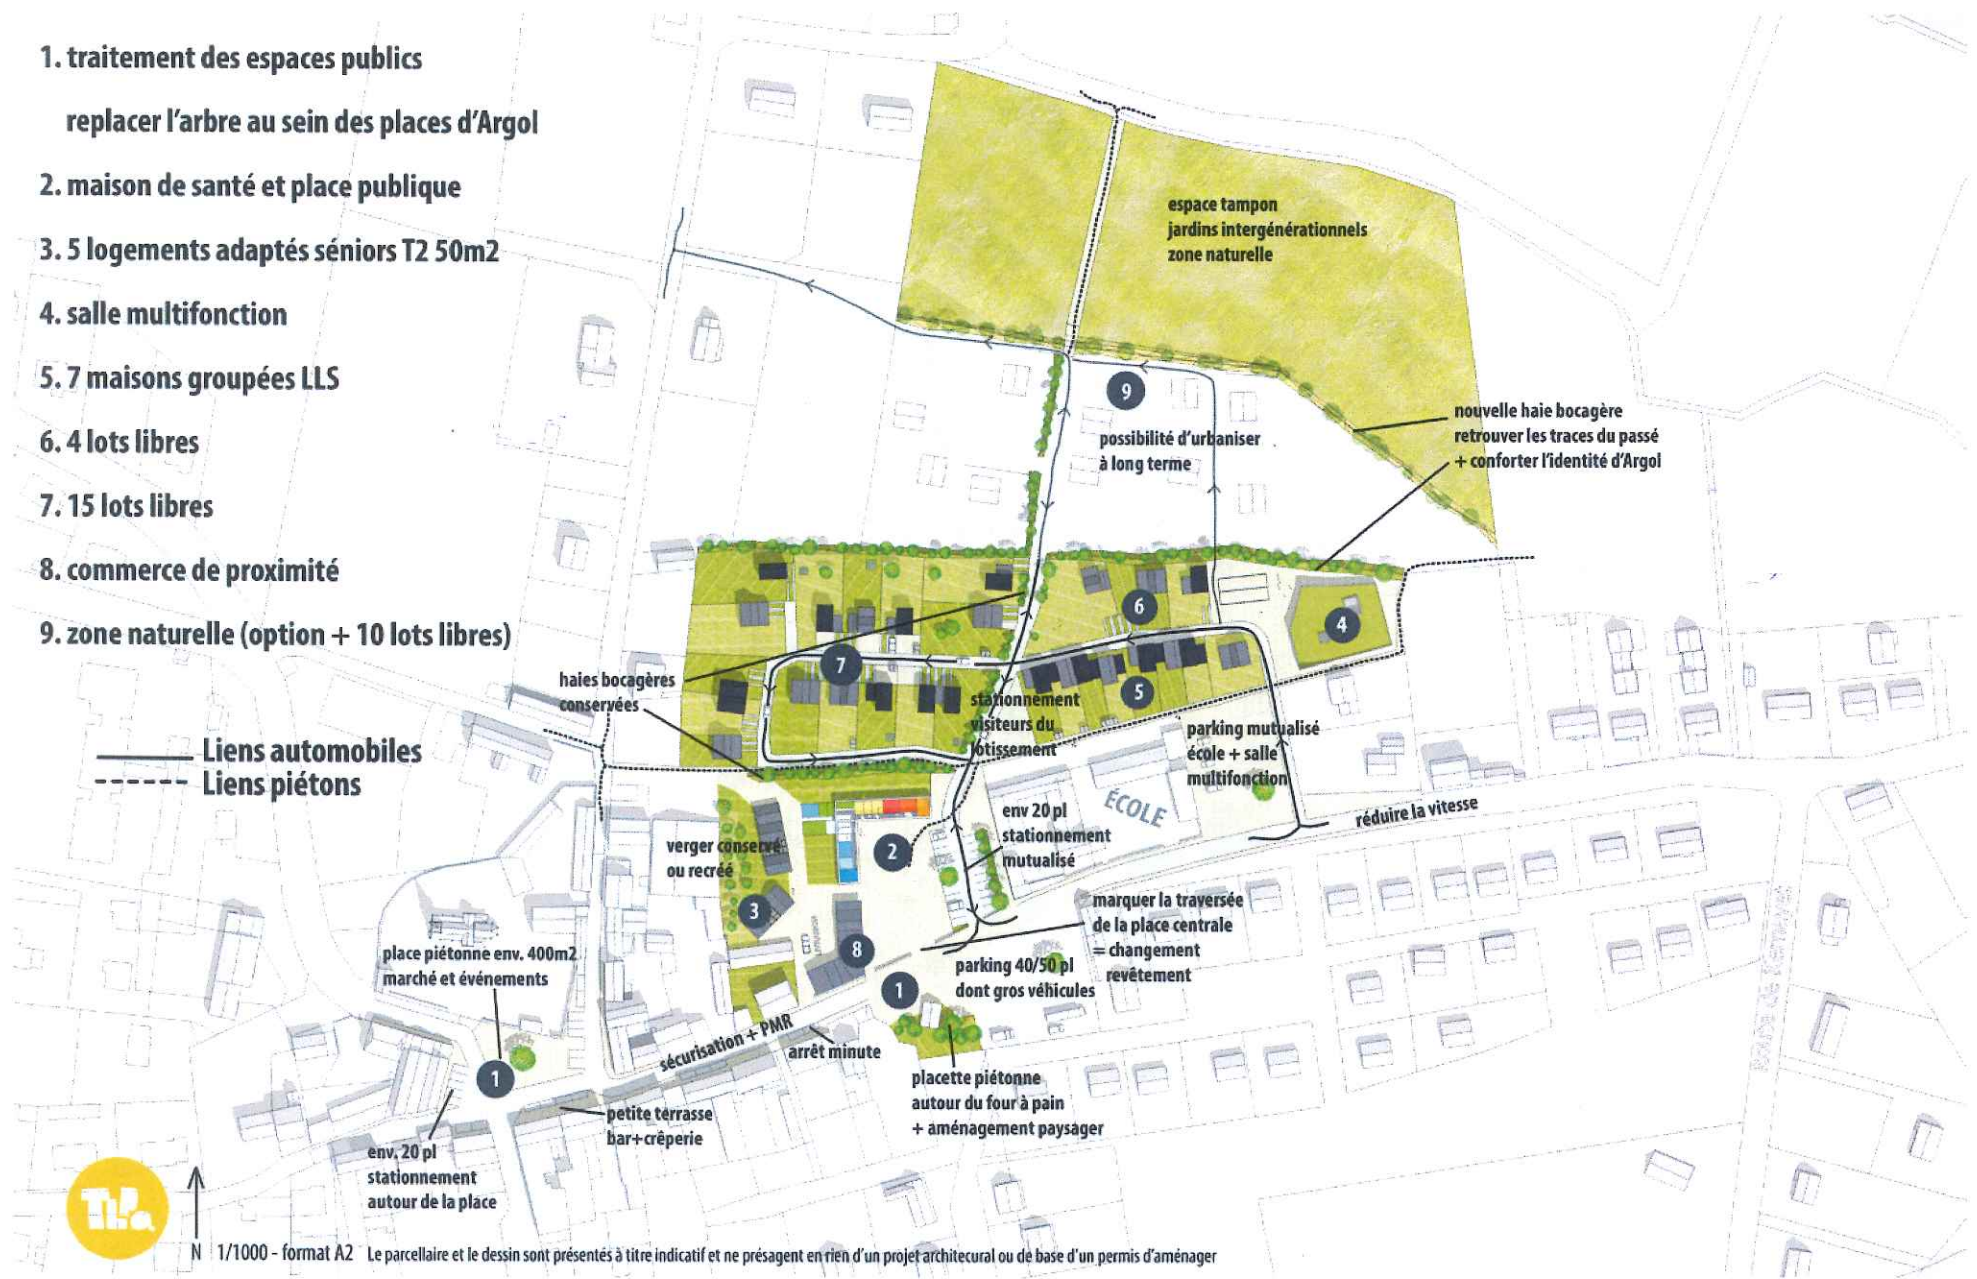 1. traitement des espaces publics
replacer l'arbre au sein des places d'Argol
2. maison de santé et place publique
3. 5 logements adaptés séniors T2 50m2
4. salle multifonction
5. 7 maisons groupées LLS
6. 4 lots libres
7. 15 lots libres
8. commerce de proximité
9. zone naturelle (option + 10 lots libres)
Liens automobiles
Liens piétons
espace tampon
jardins intergénérationnels
zone naturelle
9
possibilité d'urbaniser
à long terme
nouvelle haie bocagère
retrouver les traces du passé
+ conforter l'identité d'Argol
6
4
7
5
haies bocagères
conservées
stationnement
visiteurs du
lotissement
parking mutualisé
école + salle
multifonction
ÉCOLE
réduire la vitesse
env 20 pl
stationnement
mutualisé
2
verger conservé
ou recréé
3
8
marquer la traversée
de la place centrale
= changement
revêtement
place piétonne env. 400m2
marché et événements
parking 40/50 pl
dont gros véhicules
1
sécurisation + PMR
arrêt minute
1
placette piétonne
autour du four à pain
+ aménagement paysager
petite terrasse
bar+crêperie
env. 20 pl
stationnement
autour de la place
N 1/1000 - format A2 Le parcellaire et le dessin sont présentés à titre indicatif et ne présagent en rien d'un projet architecural ou de base d'un permis d'aménager